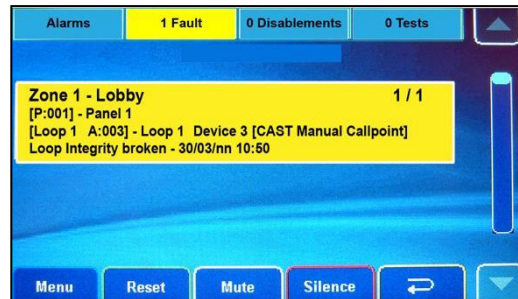 Alarms 1 Fault 0 Disablements 0 Tests
Zone 1 - Lobby 1 / 1
[P:001] - Panel 1
[Loop 1 A:003] - Loop 1 Device 3 [CAST Manual Callpoint]
Loop Integrity broken - 30/03/nn 10:50
Menu Reset Mute Silence